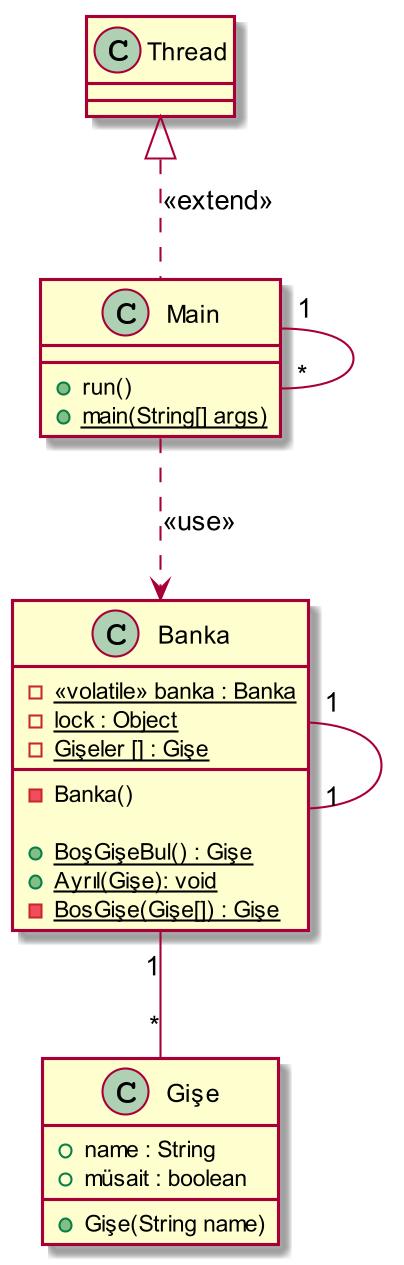 C Thread
«extend»
C Main
1
*
run()
main(String[] args)
«use»
C Banka
«volatile» banka : Banka
lock : Object
Gişeler [] : Gişe
1
1
Banka()
BoşGişeBul() : Gişe
Ayrıl(Gişe): void
BosGişe(Gişe[]) : Gişe
1
*
C Gişe
name : String
müsait : boolean
Gişe(String name)